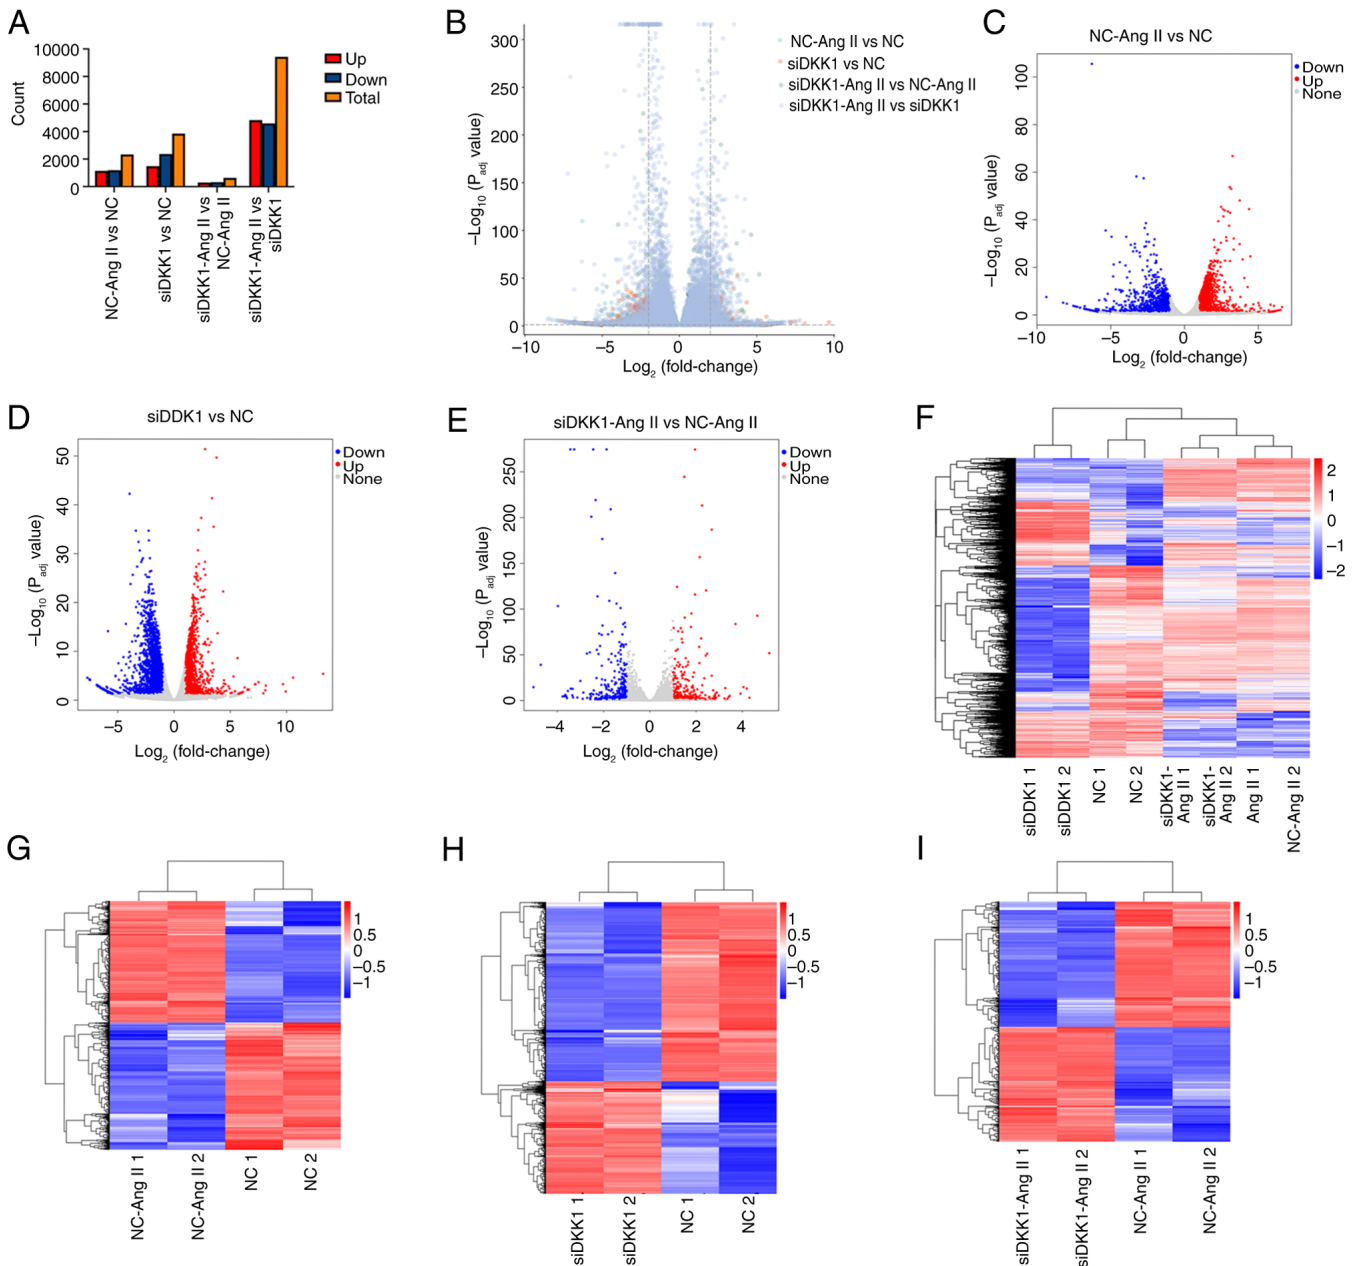 A
10000
8000
6000
4000
2000
0
Count
Up
Down
Total
NC-Ang II vs NC
siDKK1 vs NC
siDKK1-Ang II vs
NC-Ang II
siDKK1-Ang II vs
siDKK1
B
300
250
200
150
100
50
0
–Log10 (Padj value)
–10
–5
0
5
10
Log2 (fold-change)
NC-Ang II vs NC
siDKK1 vs NC
siDKK1-Ang II vs NC-Ang II
siDKK1-Ang II vs siDKK1
C
NC-Ang II vs NC
100
80
60
40
20
0
–Log10 (Padj value)
–10
–5
0
5
Log2 (fold-change)
Down
Up
None
D
siDDK1 vs NC
50
40
30
20
10
0
–Log10 (Padj value)
–5
0
5
10
Log2 (fold-change)
Down
Up
None
E
siDKK1-Ang II vs NC-Ang II
250
200
150
100
50
0
–Log10 (Padj value)
–4
–2
0
2
4
Log2 (fold-change)
Down
Up
None
F
2
1
0
–1
–2
siDDK1 1
siDDK1 2
NC 1
NC 2
siDKK1-
Ang II 1
siDKK1-
Ang II 2
Ang II 1
NC-Ang II 2
G
1
0.5
0
–0.5
–1
NC-Ang II 1
NC-Ang II 2
NC 1
NC 2
H
1
0.5
0
–0.5
–1
siDKK1 1
siDKK1 2
NC 1
NC 2
I
1
0.5
0
–0.5
–1
siDKK1-Ang II 1
siDKK1-Ang II 2
NC-Ang II 1
NC-Ang II 2